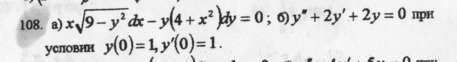 108. а) x√(9 − y²) dx − y(4 + x²)dy = 0 ; б) y″ + 2y′ + 2y = 0 при
условии y(0) = 1, y′(0) = 1.